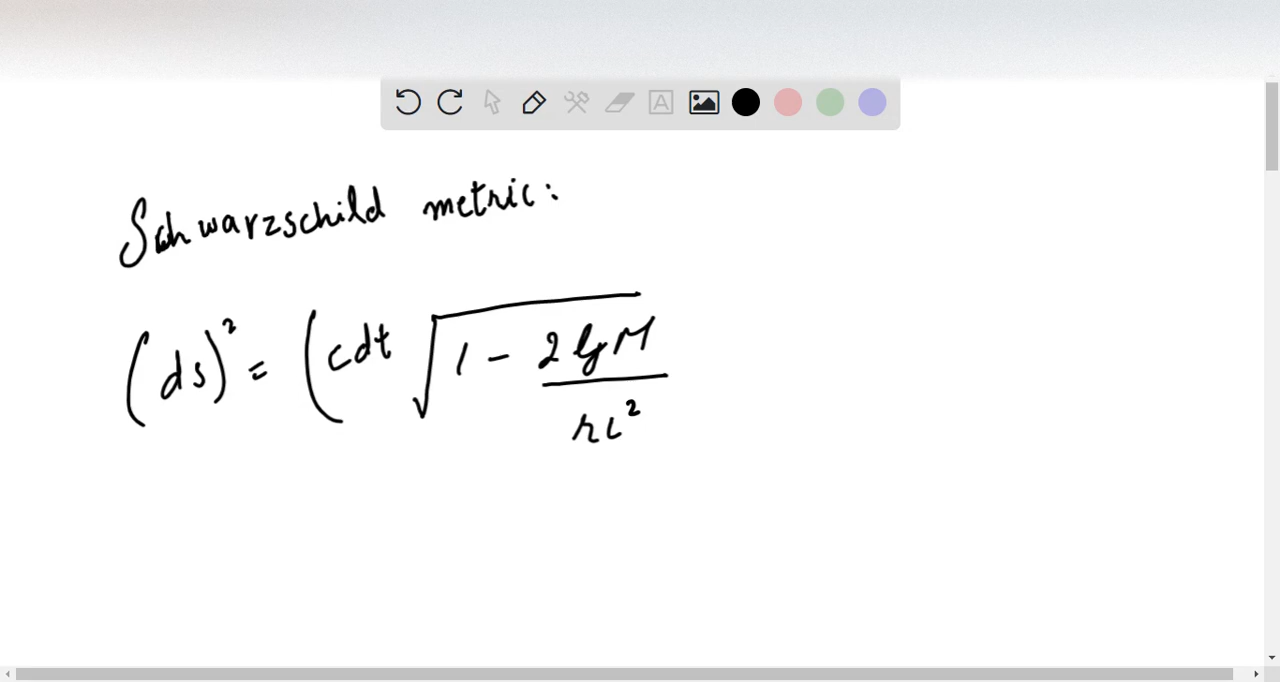 Schwarzschild metric:
(ds)² = (cdt √(1 - 2GM / rc²)